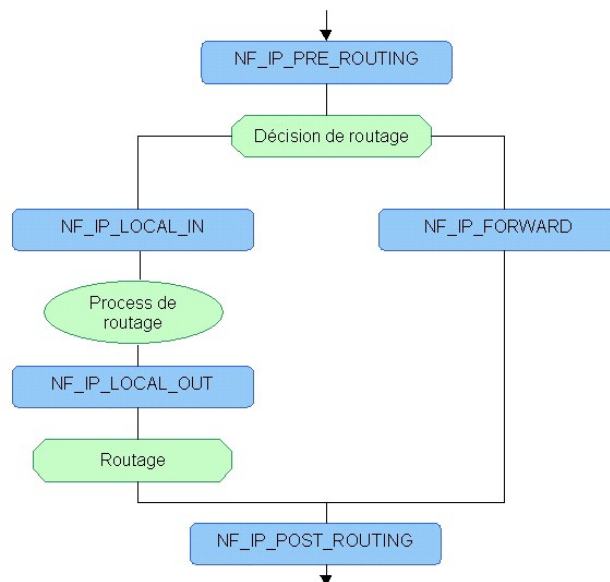 NF_IP_PRE_ROUTING
Décision de routage
NF_IP_LOCAL_IN
NF_IP_FORWARD
Process de
routage
NF_IP_LOCAL_OUT
Routage
NF_IP_POST_ROUTING